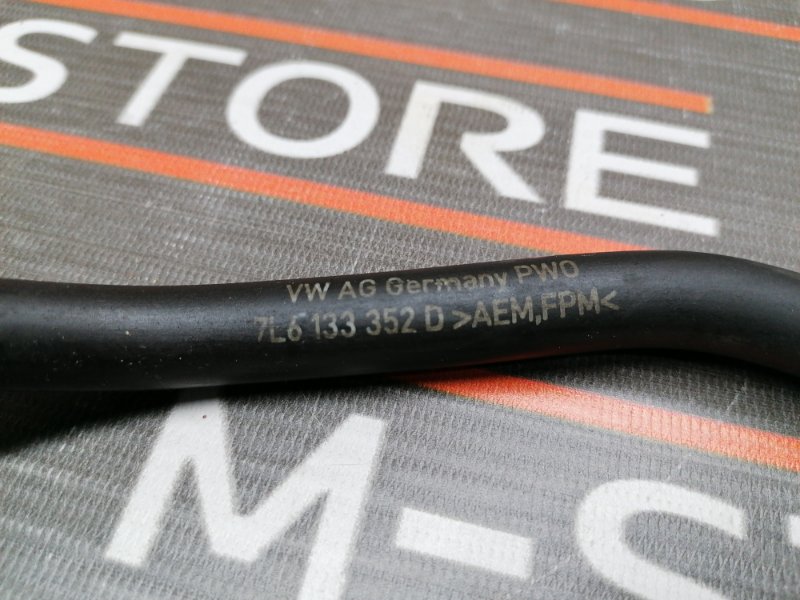 STORE
VW AG Germany PWO
7L6 133 352 D >AEM,FPM<
M-S